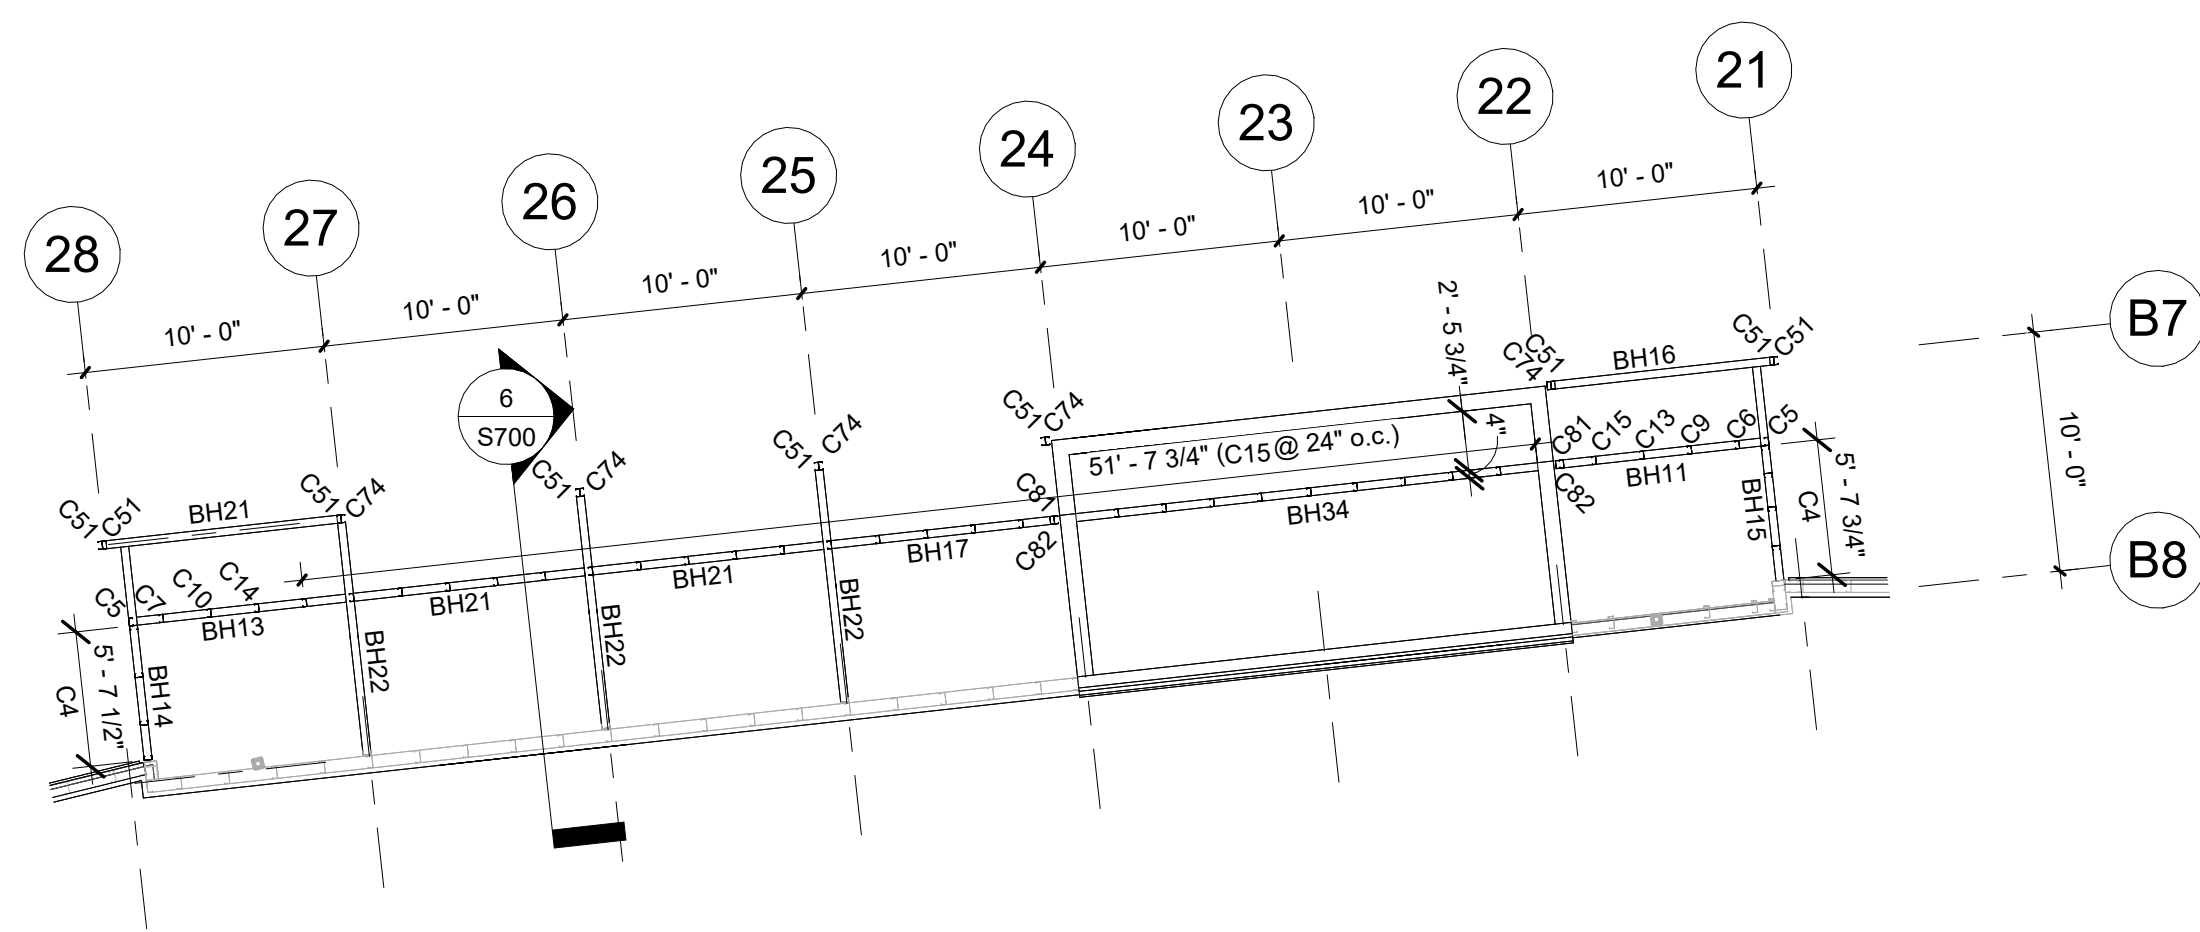 21
22
23
24
25
26
27
28
10' - 0"
10' - 0"
10' - 0"
10' - 0"
10' - 0"
10' - 0"
10' - 0"
B7
10' - 0"
B8
6
S700
2' - 5 3/4"
4"
51' - 7 3/4" (C15 @ 24" o.c.)
C51
C51
BH21
C51
C74
C51
C74
C51
C74
C51
C74
C74
C51
BH16
C51
C51
C5
C7
C10
C14
BH13
BH21
BH21
BH17
C81
C82
BH34
C81
C82
C15
C13
C9
C6
C5
BH11
BH15
C4
5' - 7 3/4"
C4
5' - 7 1/2"
BH14
BH22
BH22
BH22